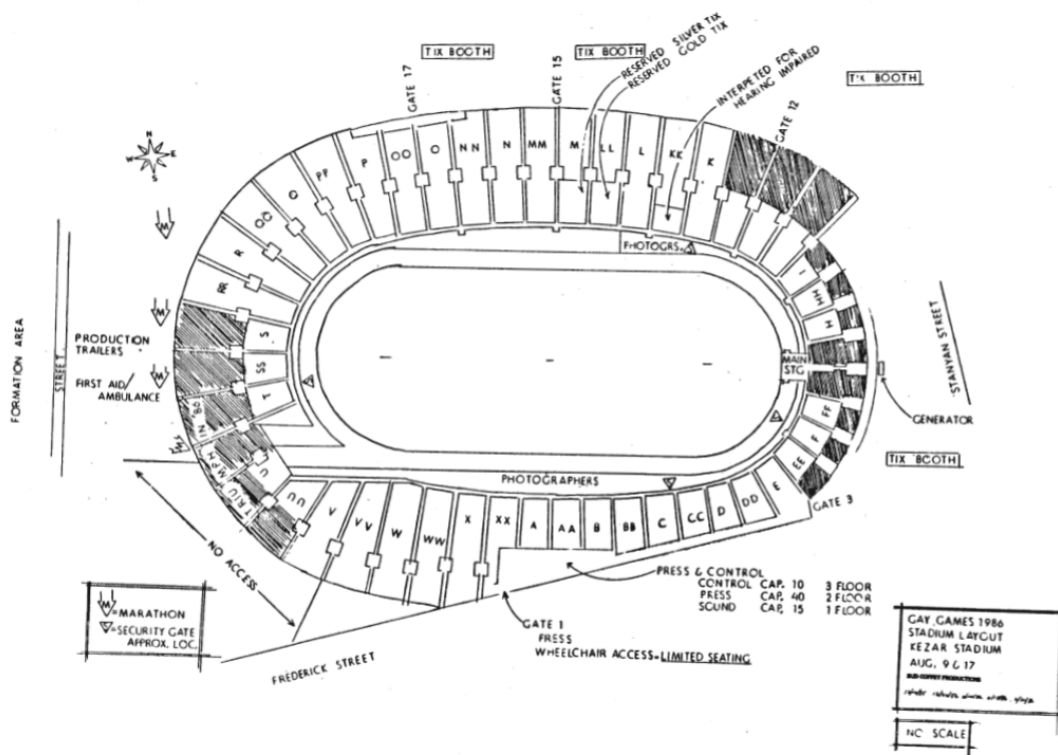 TIX BOOTH
TIX BOOTH
TIX BOOTH
GATE 17
GATE 15
RESERVED SILVER TIX
RESERVED GOLD TIX
INTERPETED FOR
HEARING IMPAIRED
GATE 12
N
W E
S
P
OO
O
NN
N
MM
M
LL
L
KK
K
PP
Q
QQ
R
RR
S
SS
T
U
UU
I
HH
H
MAIN
STG
FF
F
EE
E
PHOTOGRS.
M
M
M
M
FORMATION AREA
STREET
PRODUCTION
TRAILERS
FIRST AID/
AMBULANCE
TRIUMPH IN '86
STANYAN STREET
GENERATOR
TIX BOOTH
GATE 3
PHOTOGRAPHERS
V
VV
W
WW
X
XX
A
AA
B
BB
C
CC
D
DD
NO ACCESS
PRESS & CONTROL
CONTROL CAP. 10 3 FLOOR
PRESS CAP. 40 2 FLOOR
SOUND CAP. 15 1 FLOOR
GATE 1
PRESS
WHEELCHAIR ACCESS-LIMITED SEATING
FREDERICK STREET
M =MARATHON
=SECURITY GATE
APPROX. LOC.
GAY GAMES 1986
STADIUM LAYOUT
KEZAR STADIUM
AUG. 9 & 17
NO SCALE